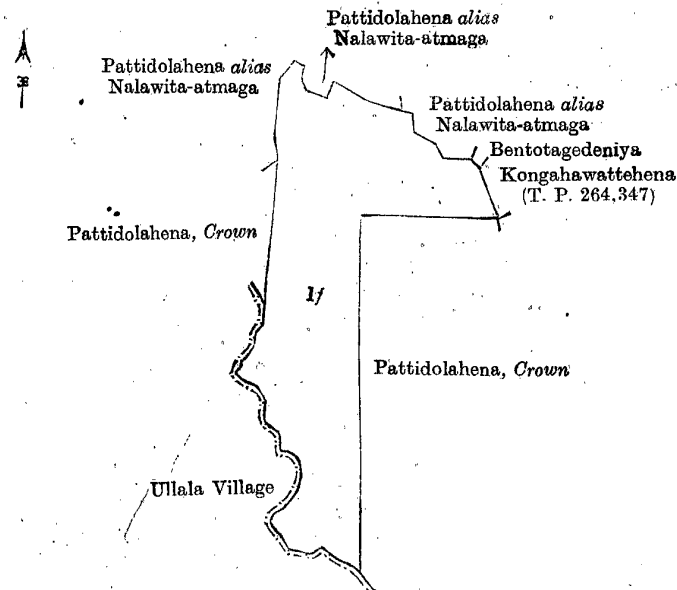 Pattidolahena alias
Nalawita-atmaga
Pattidolahena alias
Nalawita-atmaga
Pattidolahena alias
Nalawita-atmaga
Bentotagedeniya
Kongahawattehena
(T. P. 264,347)
Pattidolahena, Crown
1f
Pattidolahena, Crown
Ullala Village